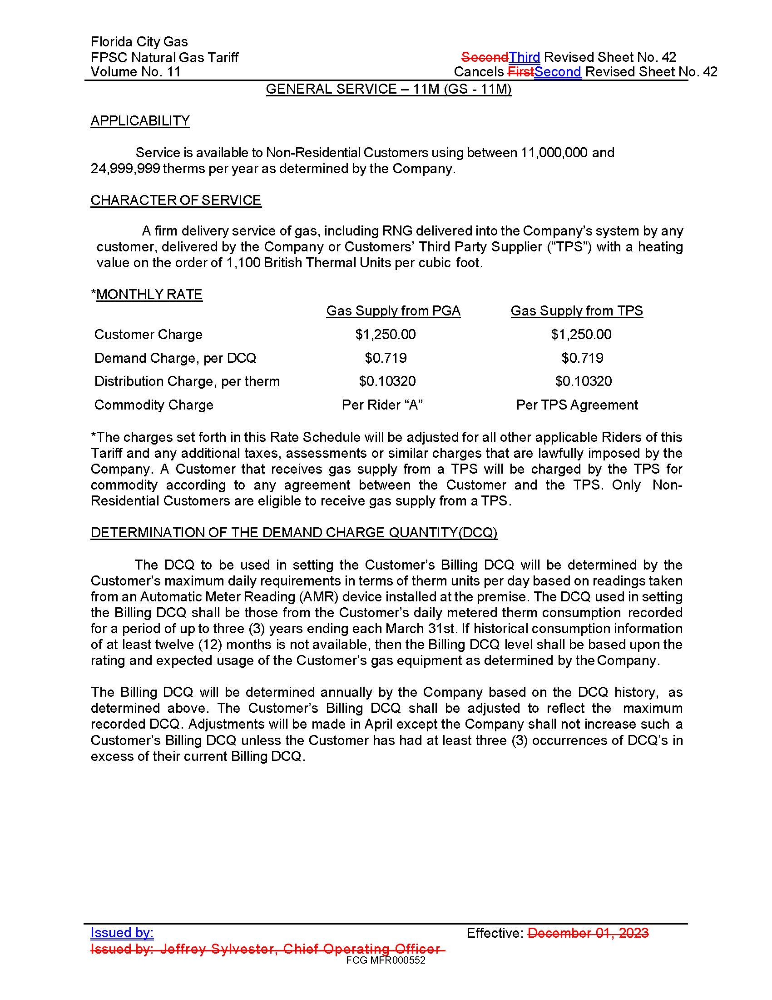 Florida City Gas
FPSC Natural Gas Tariff
SecondThird Revised Sheet No. 42
Volume No. 11
Cancels FirstSecond Revised Sheet No. 42
GENERAL SERVICE – 11M (GS - 11M)
APPLICABILITY
Service is available to Non-Residential Customers using between 11,000,000 and
24,999,999 therms per year as determined by the Company.
CHARACTER OF SERVICE
A firm delivery service of gas, including RNG delivered into the Company’s system by any
customer, delivered by the Company or Customers’ Third Party Supplier (“TPS”) with a heating
value on the order of 1,100 British Thermal Units per cubic foot.
*MONTHLY RATE
Gas Supply from PGA Gas Supply from TPS
Customer Charge $1,250.00 $1,250.00
Demand Charge, per DCQ $0.719 $0.719
Distribution Charge, per therm $0.10320 $0.10320
Commodity Charge Per Rider “A” Per TPS Agreement
*The charges set forth in this Rate Schedule will be adjusted for all other applicable Riders of this
Tariff and any additional taxes, assessments or similar charges that are lawfully imposed by the
Company. A Customer that receives gas supply from a TPS will be charged by the TPS for
commodity according to any agreement between the Customer and the TPS. Only Non-
Residential Customers are eligible to receive gas supply from a TPS.
DETERMINATION OF THE DEMAND CHARGE QUANTITY(DCQ)
The DCQ to be used in setting the Customer’s Billing DCQ will be determined by the
Customer’s maximum daily requirements in terms of therm units per day based on readings taken
from an Automatic Meter Reading (AMR) device installed at the premise. The DCQ used in setting
the Billing DCQ shall be those from the Customer’s daily metered therm consumption recorded
for a period of up to three (3) years ending each March 31st. If historical consumption information
of at least twelve (12) months is not available, then the Billing DCQ level shall be based upon the
rating and expected usage of the Customer’s gas equipment as determined by the Company.
The Billing DCQ will be determined annually by the Company based on the DCQ history, as
determined above. The Customer’s Billing DCQ shall be adjusted to reflect the maximum
recorded DCQ. Adjustments will be made in April except the Company shall not increase such a
Customer’s Billing DCQ unless the Customer has had at least three (3) occurrences of DCQ’s in
excess of their current Billing DCQ.
Issued by: Effective: December 01, 2023
Issued by: Jeffrey Sylvester, Chief Operating Officer
FCG MFR000552